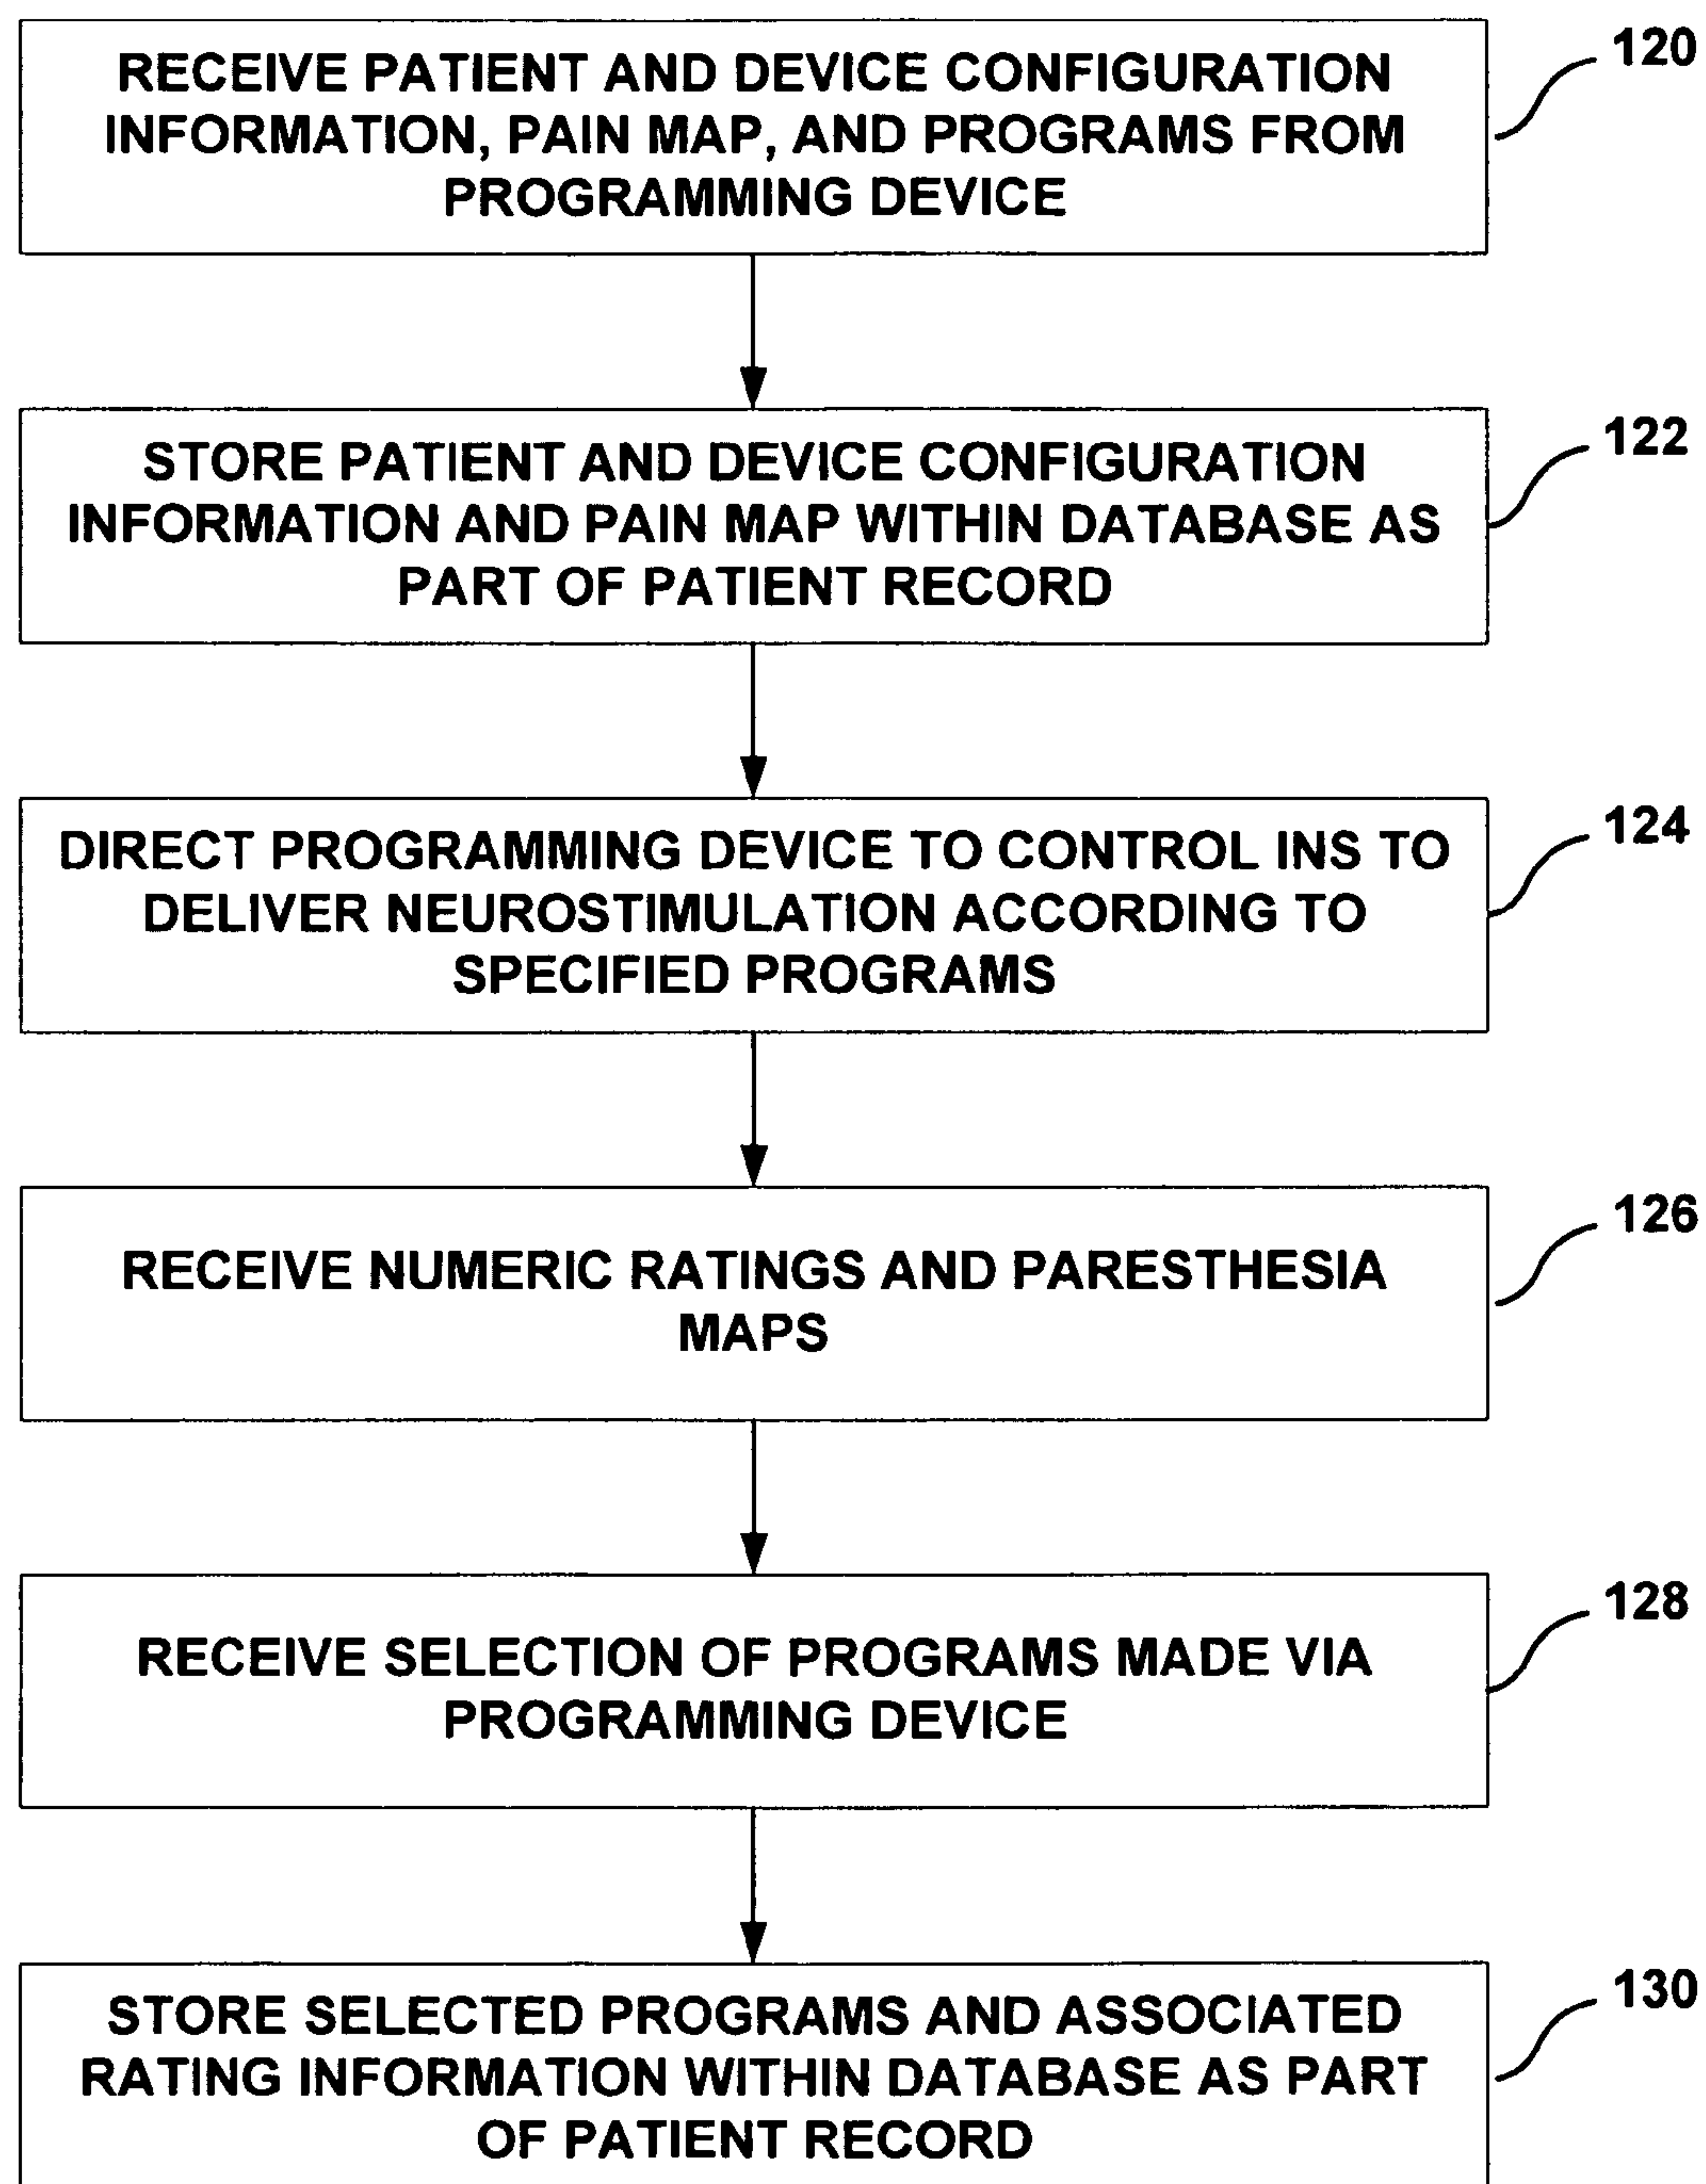 RECEIVE PATIENT AND DEVICE CONFIGURATION
INFORMATION, PAIN MAP, AND PROGRAMS FROM
PROGRAMMING DEVICE
120
STORE PATIENT AND DEVICE CONFIGURATION
INFORMATION AND PAIN MAP WITHIN DATABASE AS
PART OF PATIENT RECORD
122
DIRECT PROGRAMMING DEVICE TO CONTROL INS TO
DELIVER NEUROSTIMULATION ACCORDING TO
SPECIFIED PROGRAMS
124
RECEIVE NUMERIC RATINGS AND PARESTHESIA
MAPS
126
RECEIVE SELECTION OF PROGRAMS MADE VIA
PROGRAMMING DEVICE
128
STORE SELECTED PROGRAMS AND ASSOCIATED
RATING INFORMATION WITHIN DATABASE AS PART
OF PATIENT RECORD
130